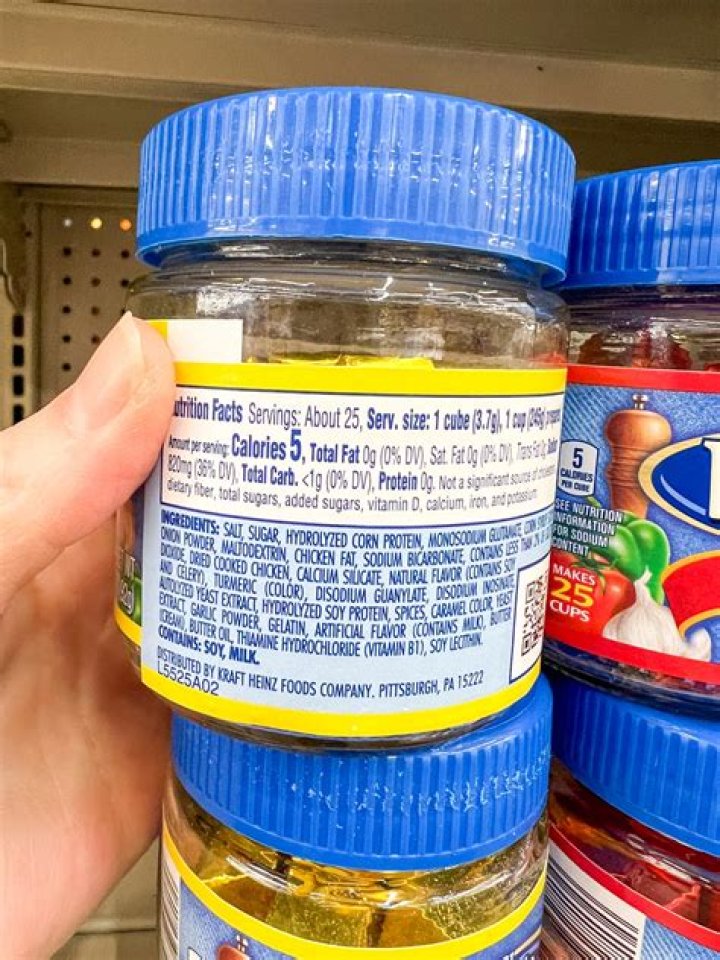 utrition Facts Servings: About 25, Serv. size: 1 cube (3.7g), 1 cup (245g
Amount per serving: Calories 5, Total Fat 0g (0% DV), Sat. Fat 0g (0% DV), Trans Fat
820mg (36% DV), Total Carb. <1g (0% DV), Protein 0g. Not a significant source of
dietary fiber, total sugars, added sugars, vitamin D, calcium, iron, and potassium.
INGREDIENTS: SALT, SUGAR, HYDROLYZED CORN PROTEIN, MONOSODIUM GLUTAMATE,
ONION POWDER, MALTODEXTRIN, CHICKEN FAT, SODIUM BICARBONATE, CONTAINS LESS THAN
DIOXIDE, DRIED COOKED CHICKEN, CALCIUM SILICATE, NATURAL FLAVOR (CONTAINS SOY
AND CELERY), TURMERIC (COLOR), DISODIUM GUANYLATE, DISODIUM INOSINATE,
AUTOLYZED YEAST EXTRACT, HYDROLYZED SOY PROTEIN, SPICES, CARAMEL COLOR, YEAST
EXTRACT, GARLIC POWDER, GELATIN, ARTIFICIAL FLAVOR (CONTAINS MILK), BUTTER
(CREAM), BUTTER OIL, THIAMINE HYDROCHLORIDE (VITAMIN B1), SOY LECITHIN.
CONTAINS: SOY, MILK.
DISTRIBUTED BY KRAFT HEINZ FOODS COMPANY. PITTSBURGH, PA 15222
L5525A02
5
CALORIES
PER CUBE
SEE NUTRITION
INFORMATION
FOR SODIUM
CONTENT
MAKES
25
CUPS